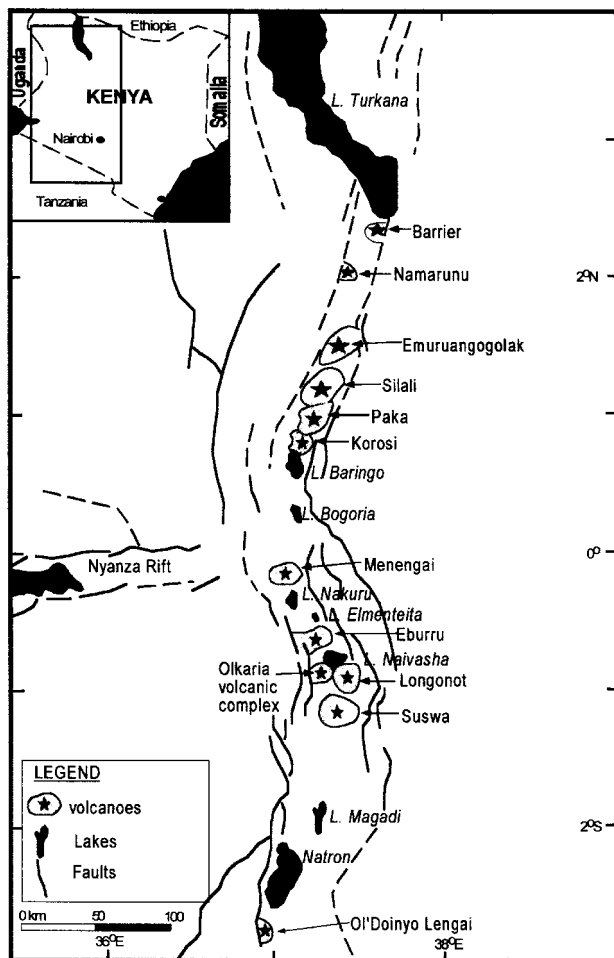 Ethiopia
Uganda
KENYA
Somalia
Nairobi
Tanzania
L. Turkana
Barrier
Namarunu
2°N
Emuruangogolak
Silali
Paka
Korosi
L. Baringo
L. Bogoria
0°
Nyanza Rift
Menengai
L. Nakuru
L. Elmenteita
Eburru
L. Naivasha
Olkaria
volcanic
complex
Longonot
Suswa
LEGEND
volcanoes
Lakes
Faults
0 km 50 100
L. Magadi
2°S
Natron
Ol'Doinyo Lengai
36°E
38°E